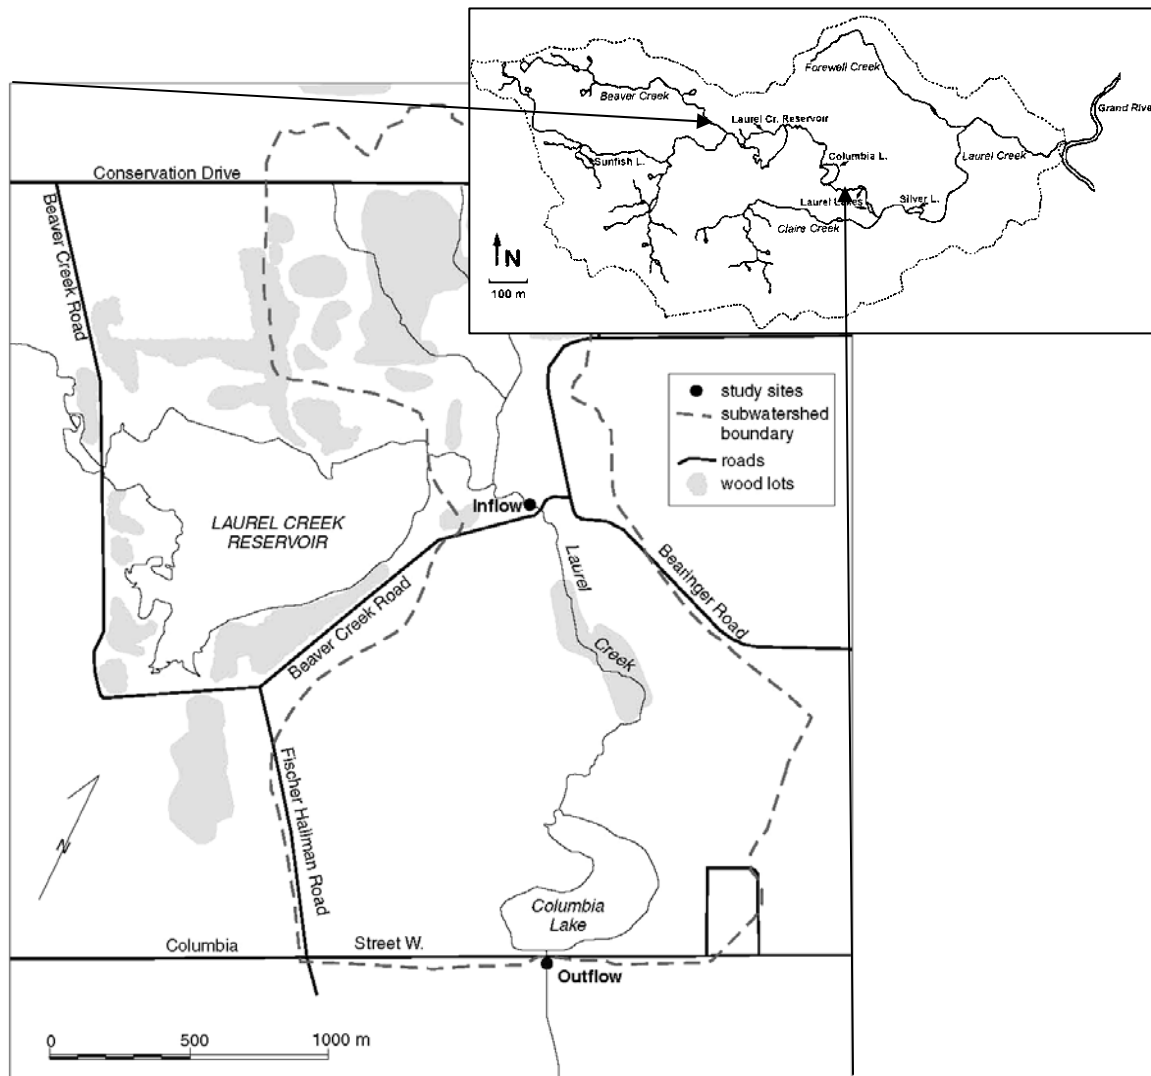 Forewell Creek
Beaver Creek
Grand River
Laurel Cr. Reservoir
Columbia L.
Laurel Creek
Sunfish L.
Laurel Lakes
Silver L.
Claire Creek
N
100 m
Conservation Drive
Beaver Creek Road
study sites
subwatershed
boundary
roads
wood lots
Inflow
LAUREL CREEK
RESERVOIR
Laurel
Creek
Bearinger Road
Beaver Creek Road
Fischer Hallman Road
N
Columbia
Lake
Columbia
Street W.
Outflow
0
500
1000 m